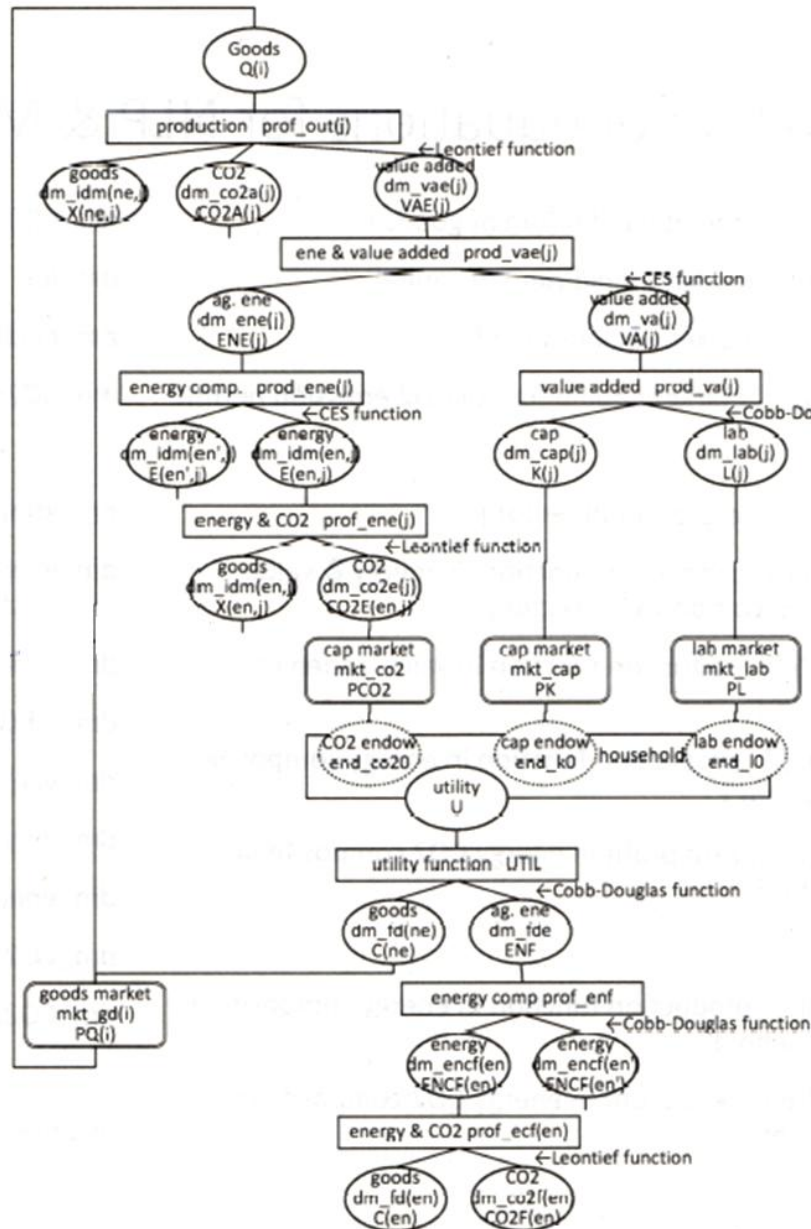 Goods
Q(i)
production prof_out(j)
←Leontief function
goods
dm_idm(ne,j)
X(ne,j)
CO2
dm_co2a(j)
CO2A(j)
value added
dm_vae(j)
VAE(j)
ene & value added prod_vae(j)
←CES function
ag. ene
dm ene(j)
ENE(j)
value added
dm_va(j)
VA(j)
energy comp. prod_ene(j)
value added prod_va(j)
←CES function
←Cobb-Do
energy
dm_idm(en',j)
E(en',j)
energy
dm_idm(en,j)
E(en,j)
cap
dm_cap(j)
K(j)
lab
dm_lab(j)
L(j)
energy & CO2 prof_ene(j)
←Leontief function
goods
dm_idm(en,j)
X(en,j)
CO2
dm_co2e(j)
CO2E(en,j)
cap market
mkt_co2
PCO2
cap market
mkt_cap
PK
lab market
mkt_lab
PL
CO2 endow
end_co20
cap endow
end_k0
household
lab endow
end_l0
utility
U
utility function UTIL
←Cobb-Douglas function
goods
dm_fd(ne)
C(ne)
ag. ene
dm_fde
ENF
goods market
mkt_gd(i)
PQ(i)
energy comp prof_enf
←Cobb-Douglas function
energy
dm_encf(en
ENCF(en)
energy
dm_encf(en'
ENCF(en')
energy & CO2 prof_ecf(en)
←Leontief function
goods
dm_fd(en)
C(en)
CO2
dm_co2f(en
CO2F(en)